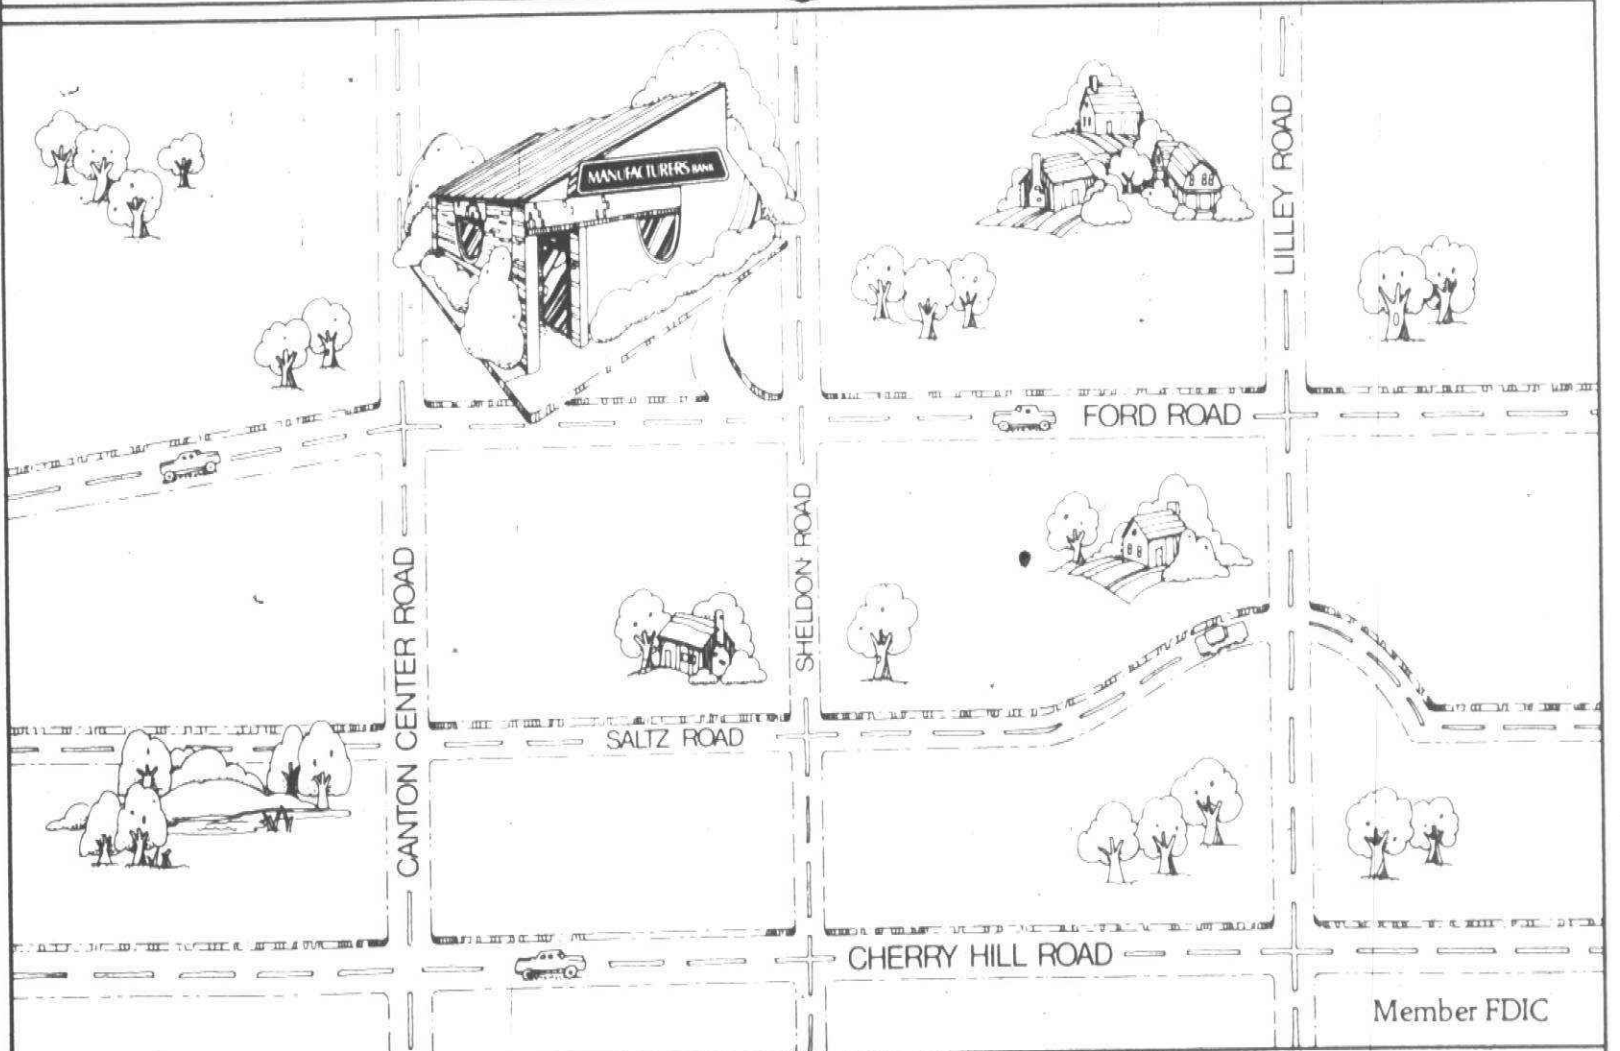 MANUFACTURERS BANK
LILLEY ROAD
FORD ROAD
SHELDON ROAD
CANTON CENTER ROAD
SALTZ ROAD
CHERRY HILL ROAD
Member FDIC